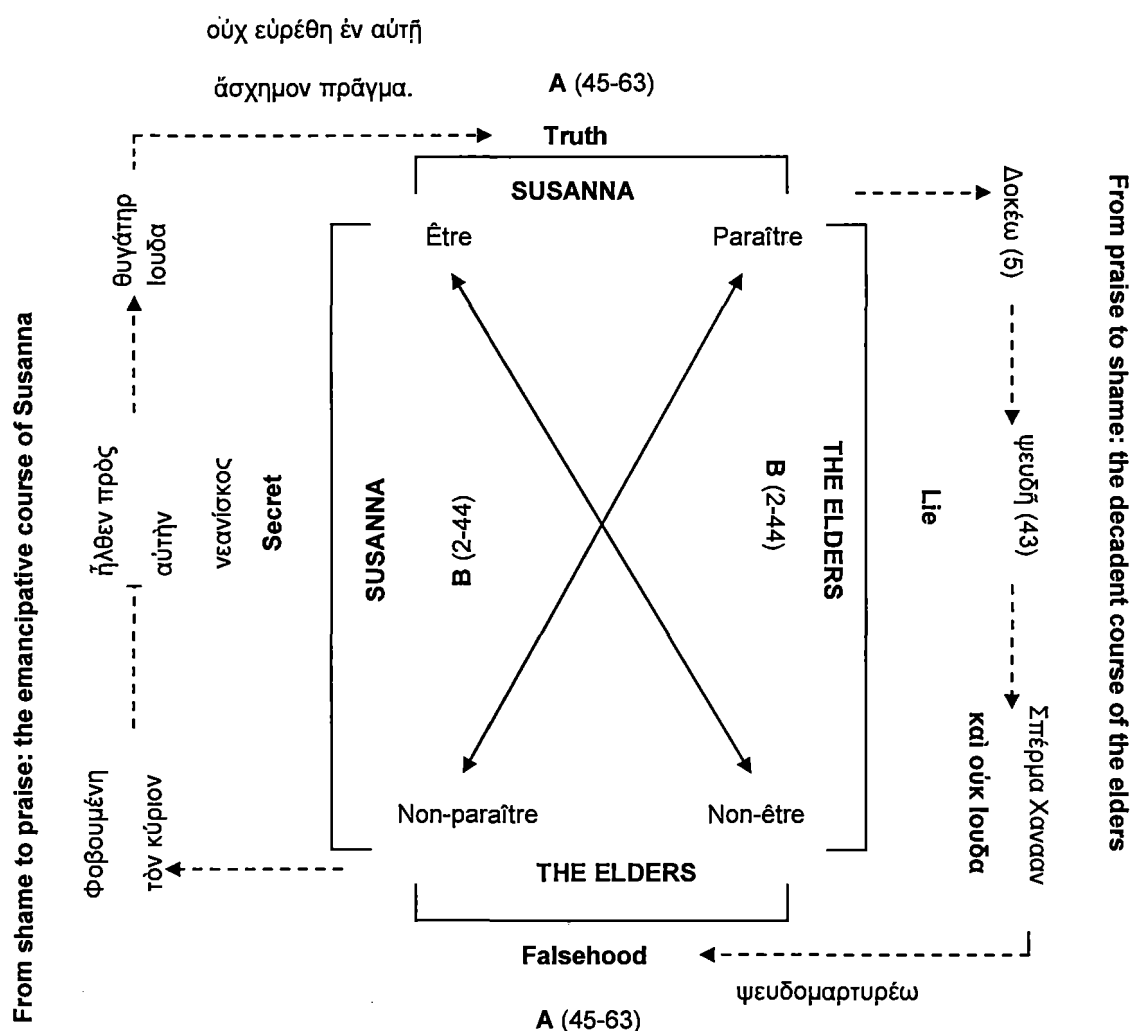 οὐχ εὑρέθη ἐν αὐτῇ
ἄσχημον πρᾶγμα.
A (45-63)
Truth
SUSANNA
Être
Paraître
From shame to praise: the emancipative course of Susanna
θυγάτηρ
Ιουδα
ἦλθεν πρὸς
αὐτὴν
νεανίσκος
Secret
SUSANNA
B (2-44)
Φοβουμένη
τὸν κύριον
B (2-44)
THE ELDERS
Lie
Δοκέω (5)
ψευδῆ (43)
Σπέρμα Χανααν
καὶ οὐκ Ιουδα
From praise to shame: the decadent course of the elders
Non-paraître
Non-être
THE ELDERS
Falsehood
ψευδομαρτυρέω
A (45-63)